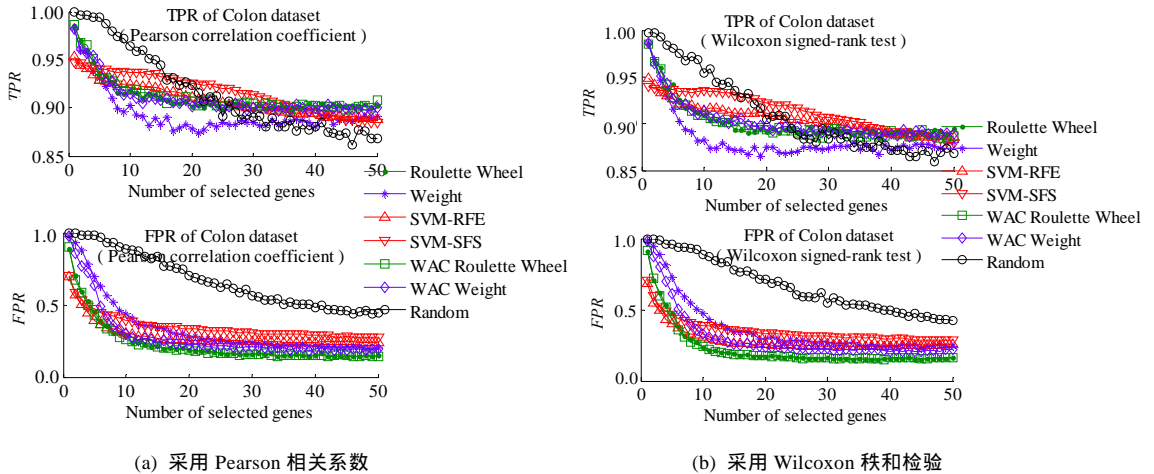 TPR of Colon dataset
( Pearson correlation coefficient )
1.00
0.95
0.90
0.85
TPR
0 10 20 30 40 50
Number of selected genes
Roulette Wheel
Weight
SVM-RFE
SVM-SFS
WAC Roulette Wheel
WAC Weight
Random
FPR of Colon dataset
( Pearson correlation coefficient )
1.0
0.5
0.0
FPR
0 10 20 30 40 50
Number of selected genes
(a) 采用 Pearson 相关系数
TPR of Colon dataset
( Wilcoxon signed-rank test )
1.00
0.95
0.90
0.85
TPR
0 10 20 30 40 50
Number of selected genes
Roulette Wheel
Weight
SVM-RFE
SVM-SFS
WAC Roulette Wheel
WAC Weight
Random
FPR of Colon dataset
( Wilcoxon signed-rank test )
1.0
0.5
0.0
FPR
0 10 20 30 40 50
Number of selected genes
(b) 采用 Wilcoxon 秩和检验